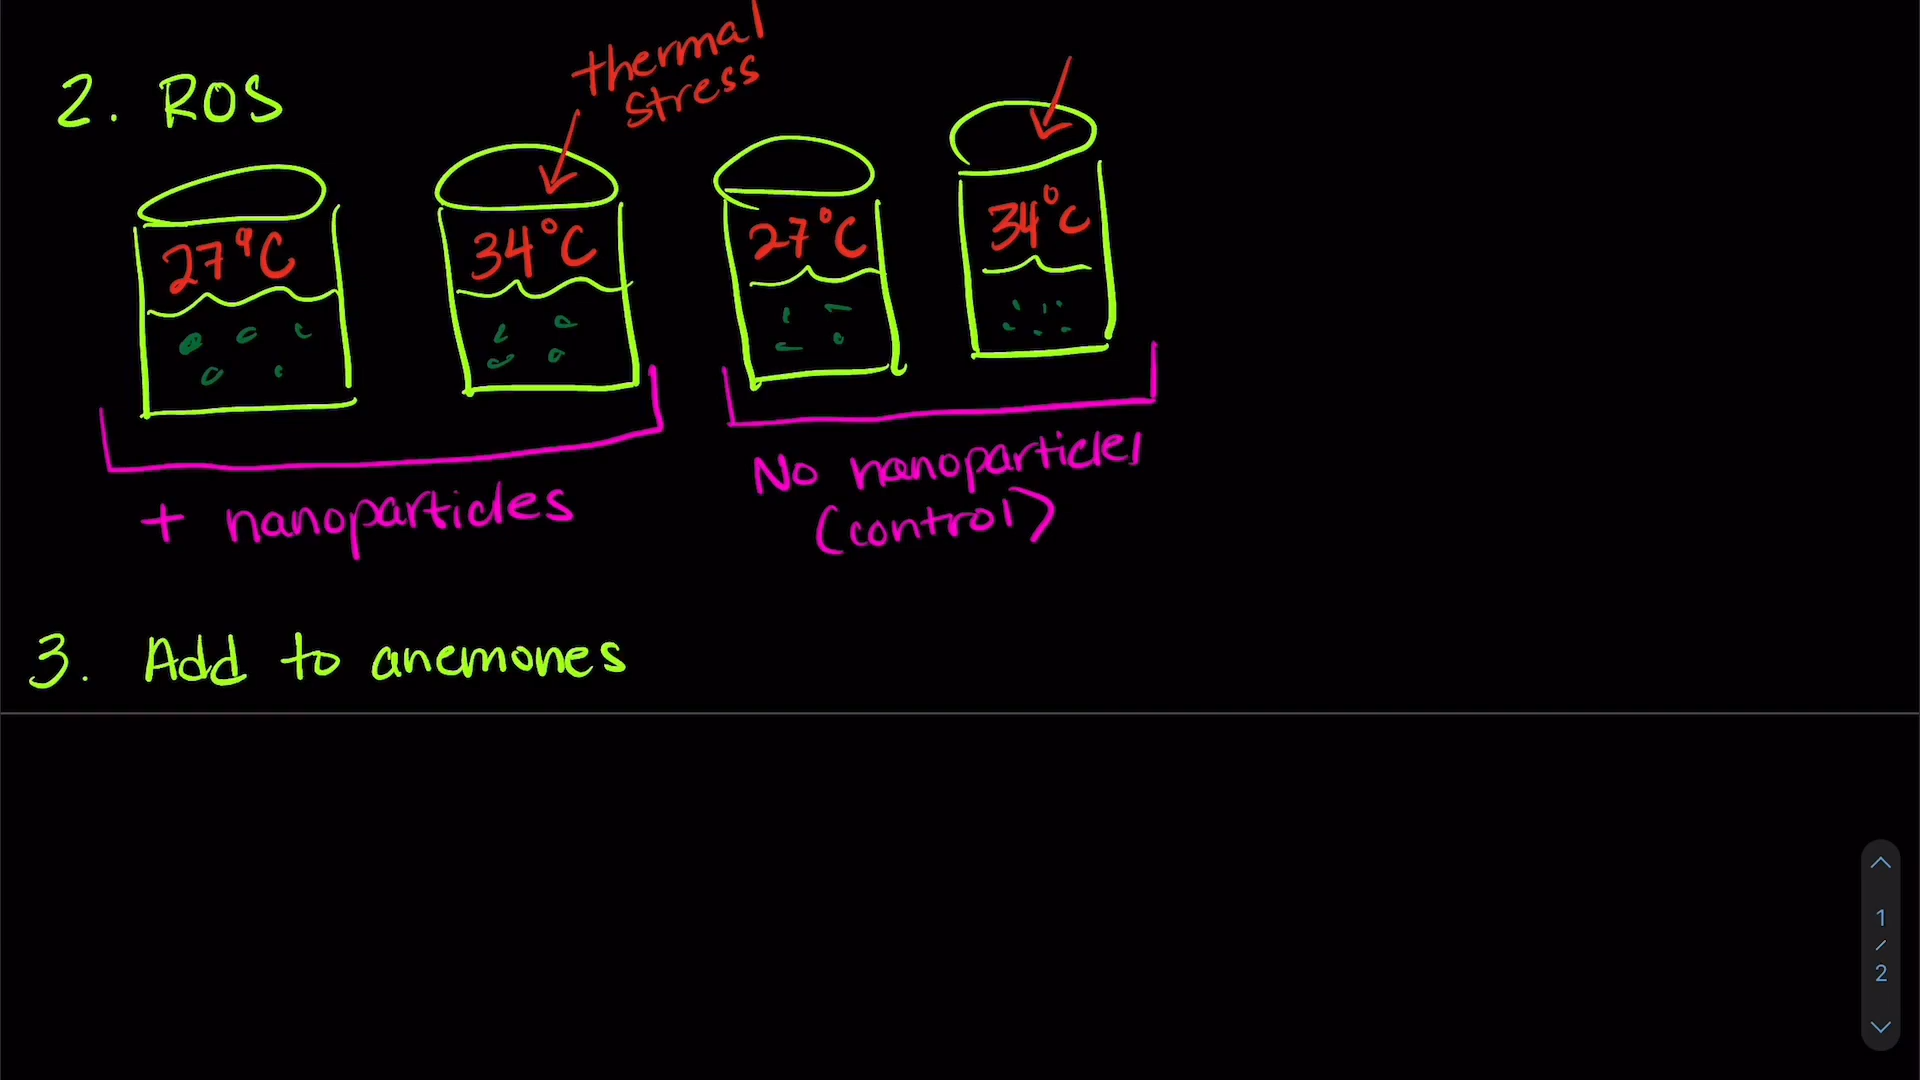 thermal
stress
2. ROS
27°C
34°C
27°C
34°C
+ nanoparticles
No nanoparticles
(control)
3. Add to anemones
1
/
2